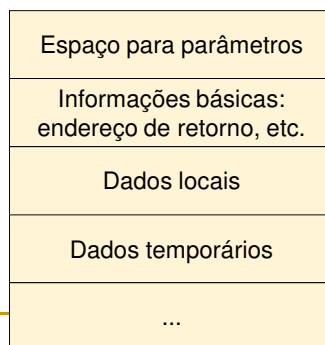 Espaço para parâmetros
Informações básicas:
endereço de retorno, etc.
Dados locais
Dados temporários
...